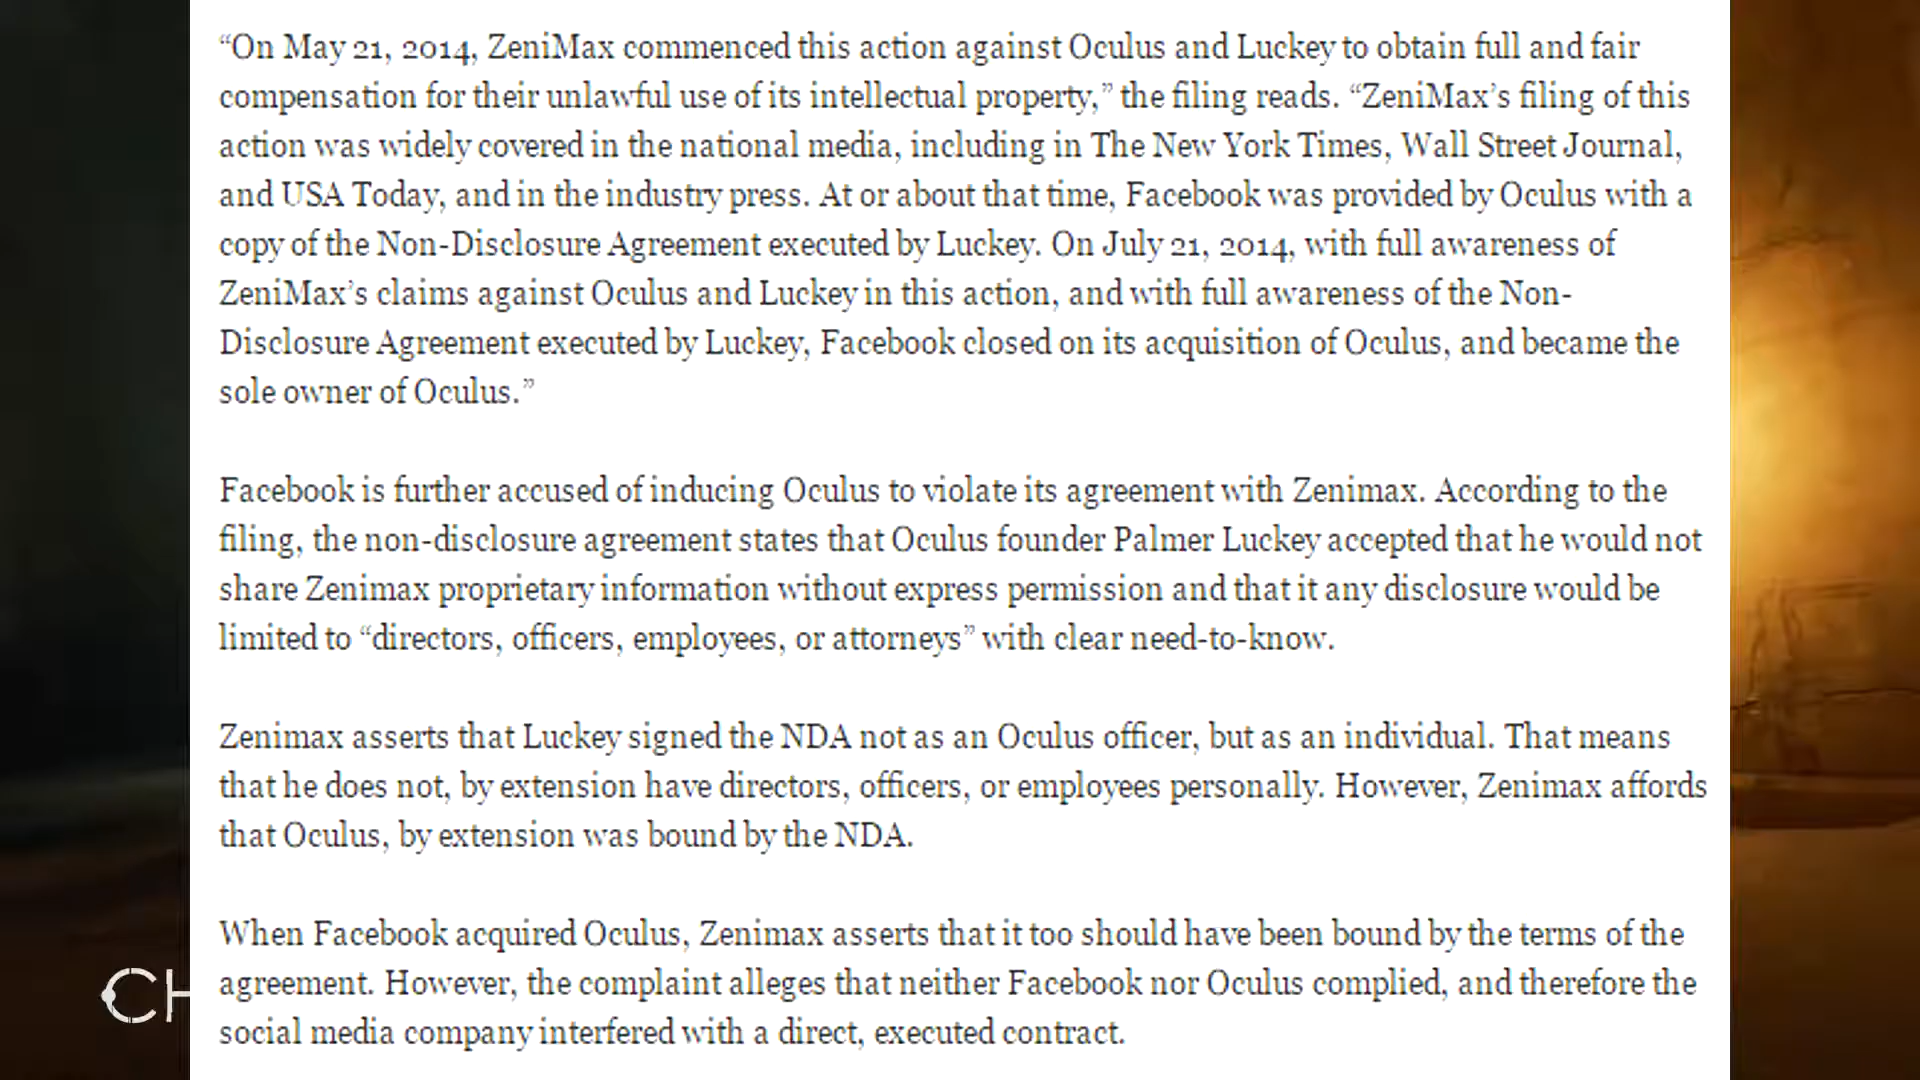 “On May 21, 2014, ZeniMax commenced this action against Oculus and Luckey to obtain full and fair
compensation for their unlawful use of its intellectual property,” the filing reads. “ZeniMax’s filing of this
action was widely covered in the national media, including in The New York Times, Wall Street Journal,
and USA Today, and in the industry press. At or about that time, Facebook was provided by Oculus with a
copy of the Non-Disclosure Agreement executed by Luckey. On July 21, 2014, with full awareness of
ZeniMax’s claims against Oculus and Luckey in this action, and with full awareness of the Non-
Disclosure Agreement executed by Luckey, Facebook closed on its acquisition of Oculus, and became the
sole owner of Oculus.”
Facebook is further accused of inducing Oculus to violate its agreement with Zenimax. According to the
filing, the non-disclosure agreement states that Oculus founder Palmer Luckey accepted that he would not
share Zenimax proprietary information without express permission and that it any disclosure would be
limited to “directors, officers, employees, or attorneys” with clear need-to-know.
Zenimax asserts that Luckey signed the NDA not as an Oculus officer, but as an individual. That means
that he does not, by extension have directors, officers, or employees personally. However, Zenimax affords
that Oculus, by extension was bound by the NDA.
When Facebook acquired Oculus, Zenimax asserts that it too should have been bound by the terms of the
agreement. However, the complaint alleges that neither Facebook nor Oculus complied, and therefore the
social media company interfered with a direct, executed contract.
CH